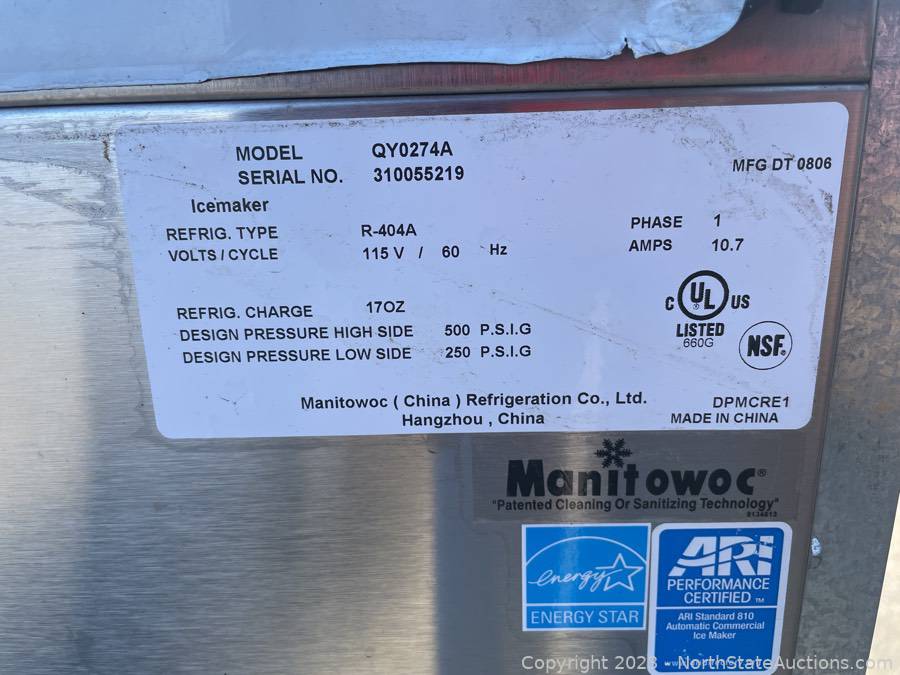 MODEL QY0274A
SERIAL NO. 310055219
MFG DT 0806
Icemaker
REFRIG. TYPE R-404A
PHASE 1
VOLTS / CYCLE 115 V / 60 Hz
AMPS 10.7
REFRIG. CHARGE 17OZ
DESIGN PRESSURE HIGH SIDE 500 P.S.I.G
DESIGN PRESSURE LOW SIDE 250 P.S.I.G
C UL US
LISTED
660G
NSF.
Manitowoc ( China ) Refrigeration Co., Ltd.
Hangzhou , China
DPMCRE1
MADE IN CHINA
Manitowoc®
"Patented Cleaning Or Sanitizing Technology"
energy
ENERGY STAR
ARI
PERFORMANCE
CERTIFIED TM
ARI Standard 810
Automatic Commercial
Ice Maker
Copyright 2023 - NorthStateAuctions.com